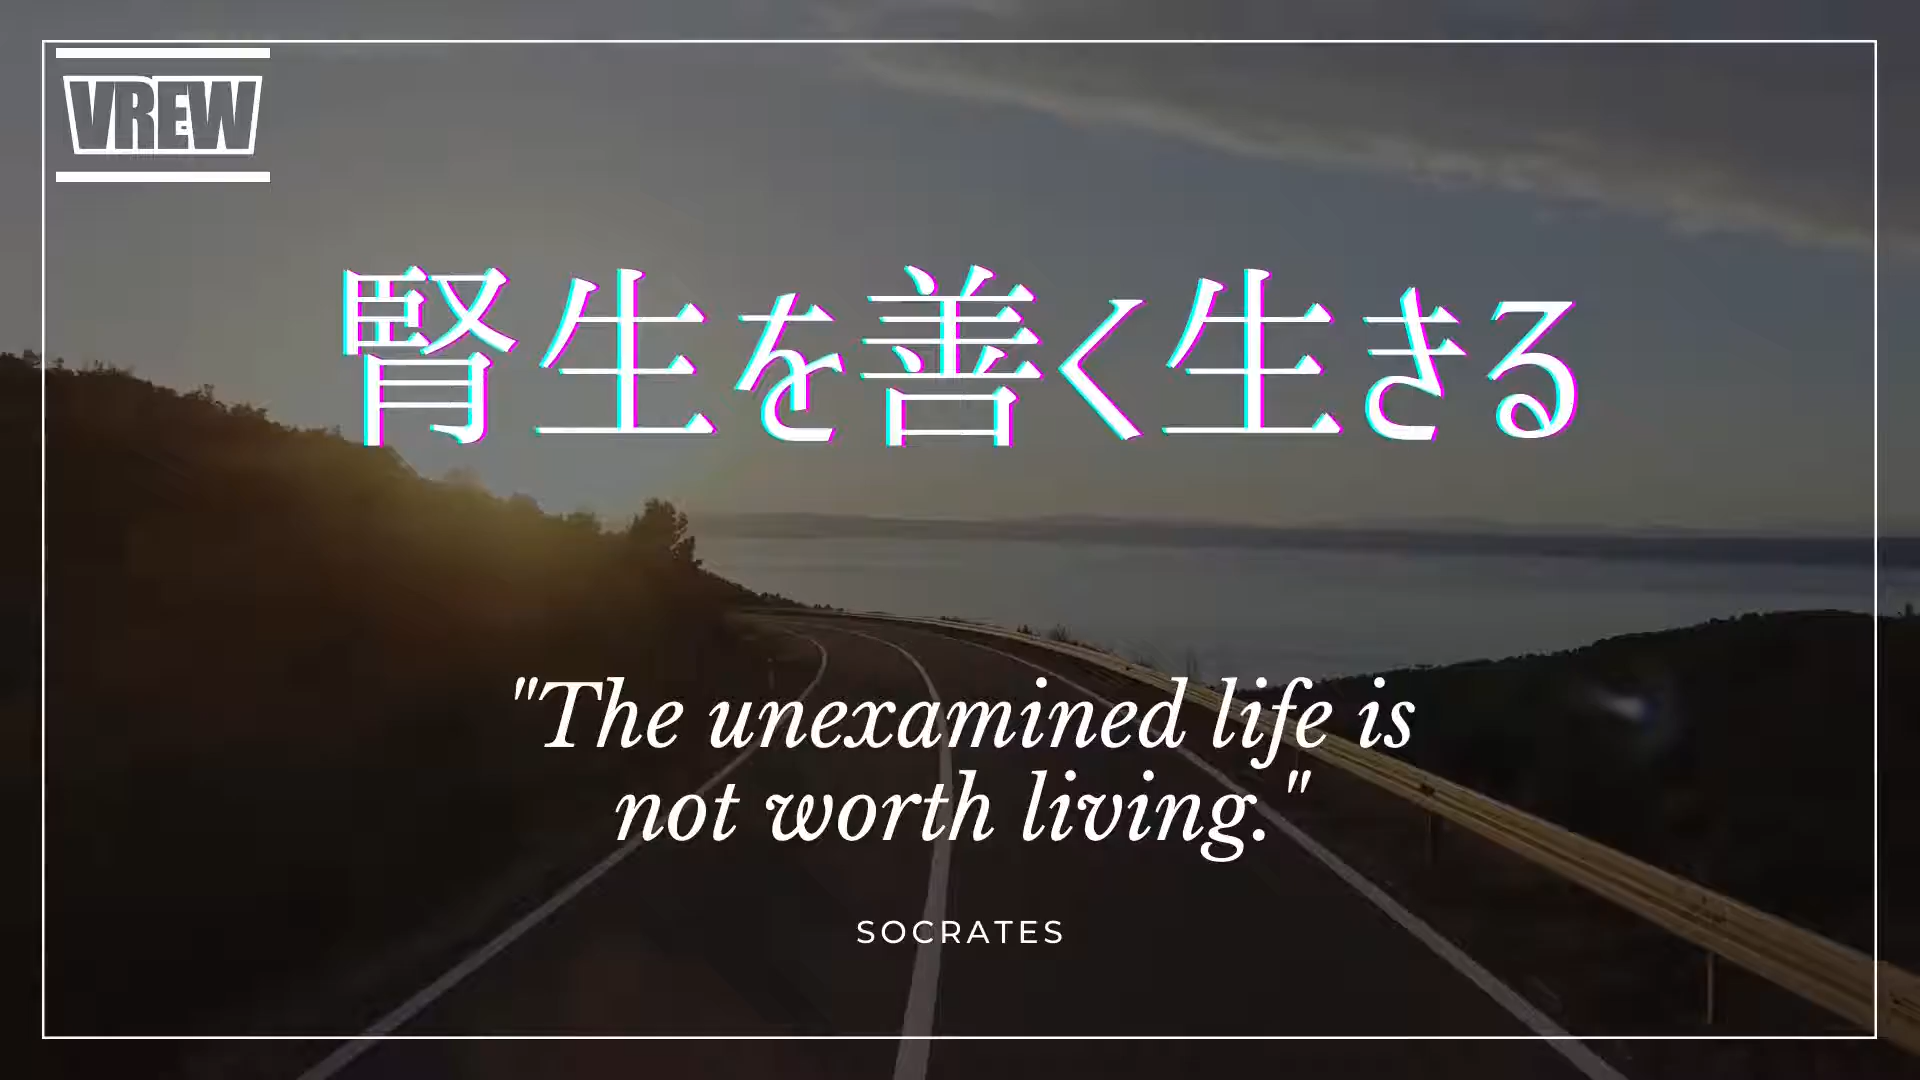 VREW
腎生を善く生きる
"The unexamined life is
not worth living."
SOCRATES